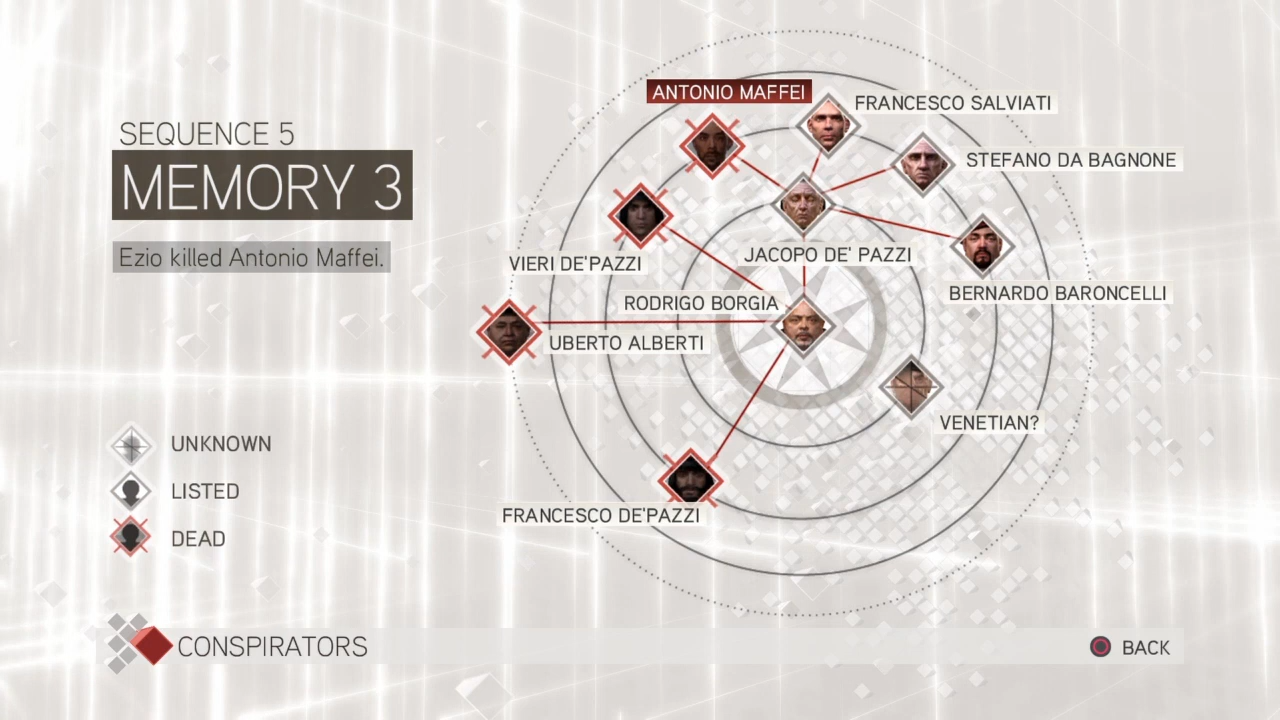 SEQUENCE 5
MEMORY 3
Ezio killed Antonio Maffei.
ANTONIO MAFFEI
FRANCESCO SALVIATI
STEFANO DA BAGNONE
VIERI DE'PAZZI
JACOPO DE' PAZZI
BERNARDO BARONCELLI
RODRIGO BORGIA
UBERTO ALBERTI
VENETIAN?
FRANCESCO DE'PAZZI
UNKNOWN
LISTED
DEAD
CONSPIRATORS
BACK